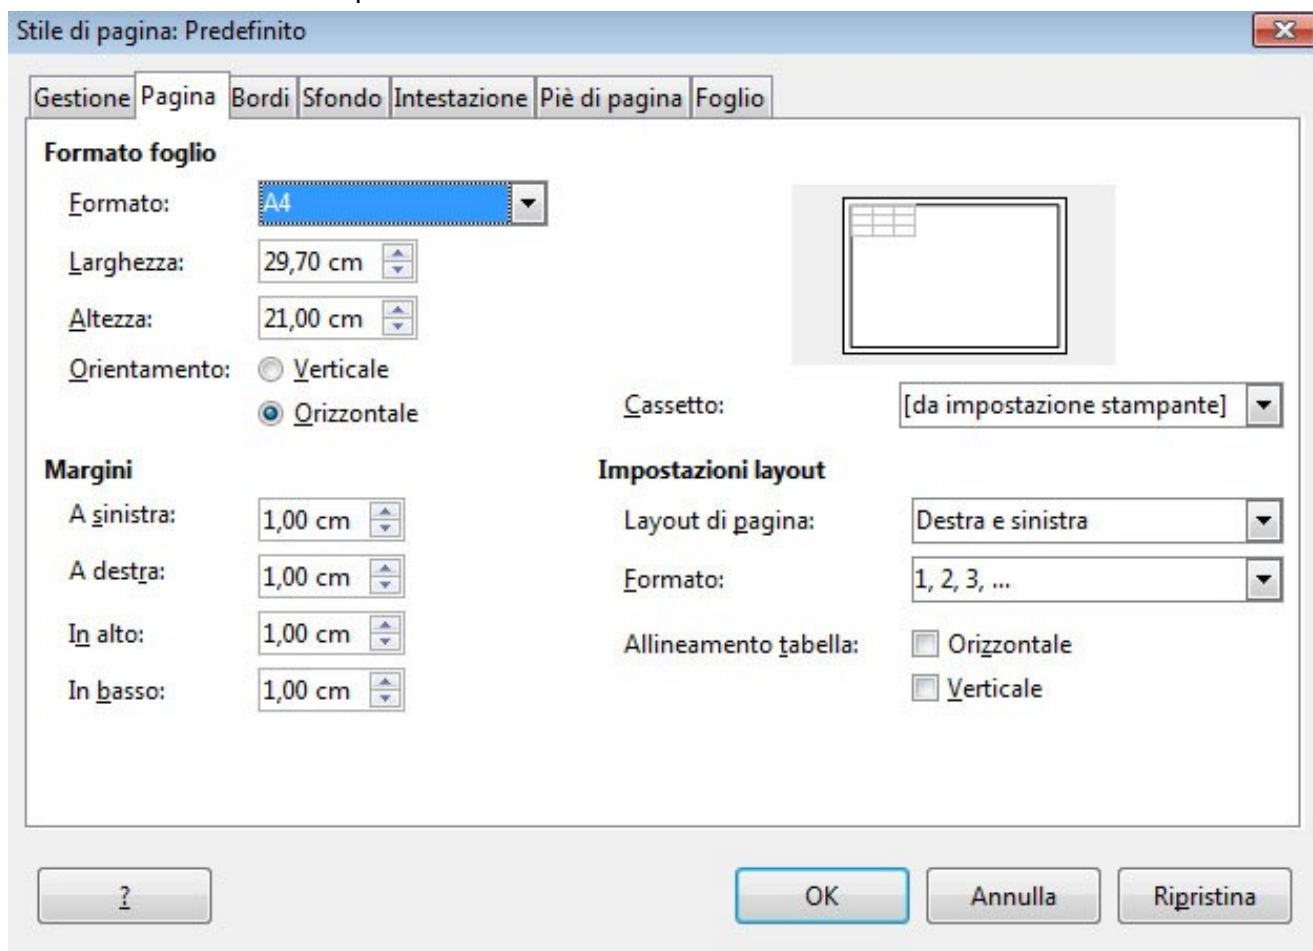 Stile di pagina: Predefinito
Gestione Pagina Bordi Sfondo Intestazione Piè di pagina Foglio
Formato foglio
Formato: A4
Larghezza: 29,70 cm
Altezza: 21,00 cm
Orientamento: Verticale
Orizzontale
Cassetto: [da impostazione stampante]
Margini
A sinistra: 1,00 cm
A destra: 1,00 cm
In alto: 1,00 cm
In basso: 1,00 cm
Impostazioni layout
Layout di pagina: Destra e sinistra
Formato: 1, 2, 3, ...
Allineamento tabella: Orizzontale
Verticale
? OK Annulla Ripristina